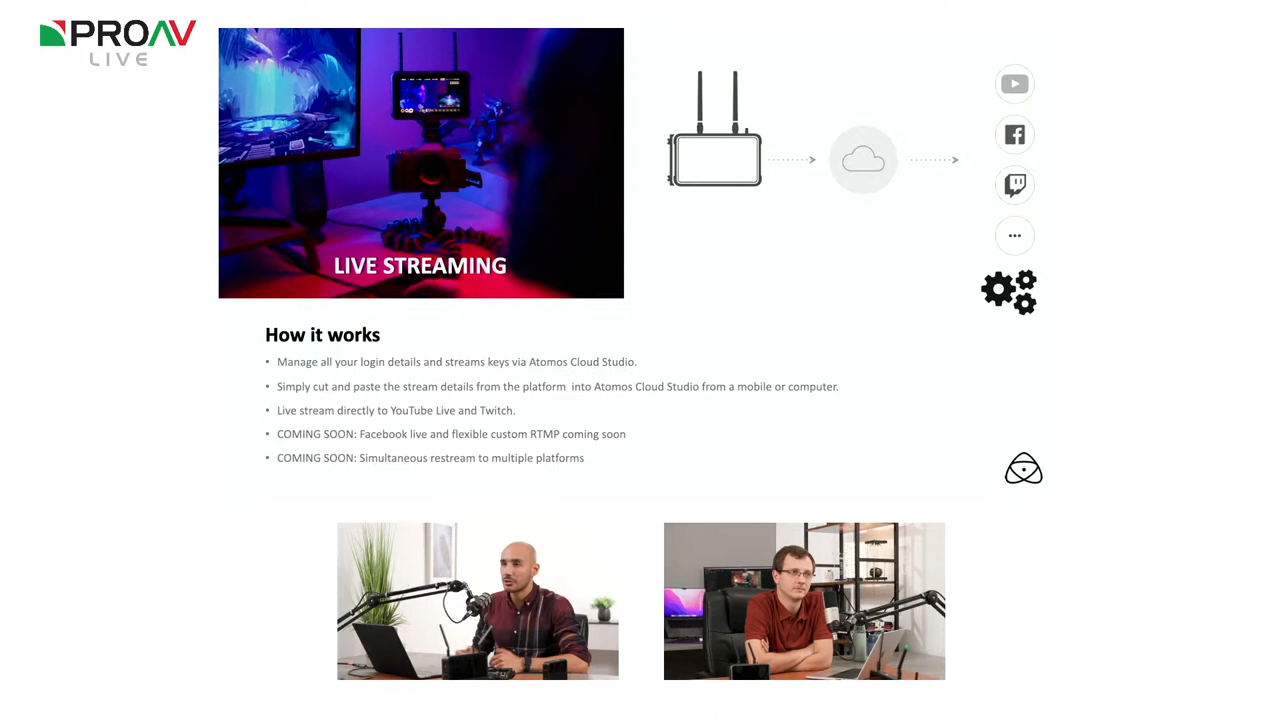 PROAV
LIVE
LIVE STREAMING
How it works
• Manage all your login details and streams keys via Atomos Cloud Studio.
• Simply cut and paste the stream details from the platform into Atomos Cloud Studio from a mobile or computer.
• Live stream directly to YouTube Live and Twitch.
• COMING SOON: Facebook live and flexible custom RTMP coming soon
• COMING SOON: Simultaneous restream to multiple platforms